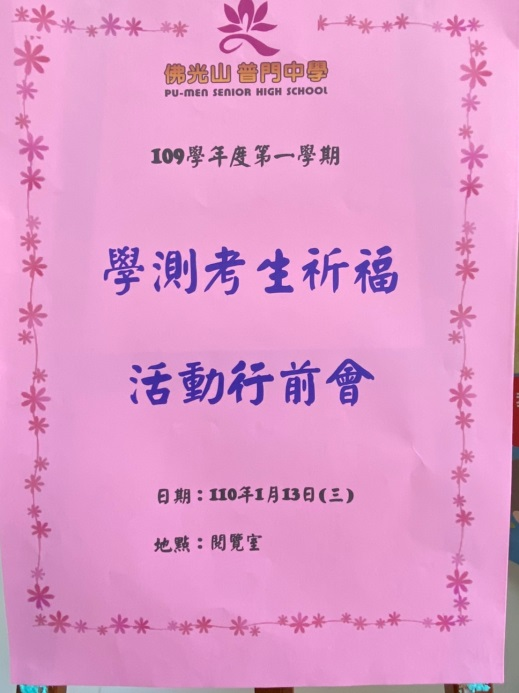 佛光山 普門中學
PU-MEN SENIOR HIGH SCHOOL
109學年度第一學期
學測考生祈福
活動行前會
日期：110年1月13日(三)
地點：閱覽室